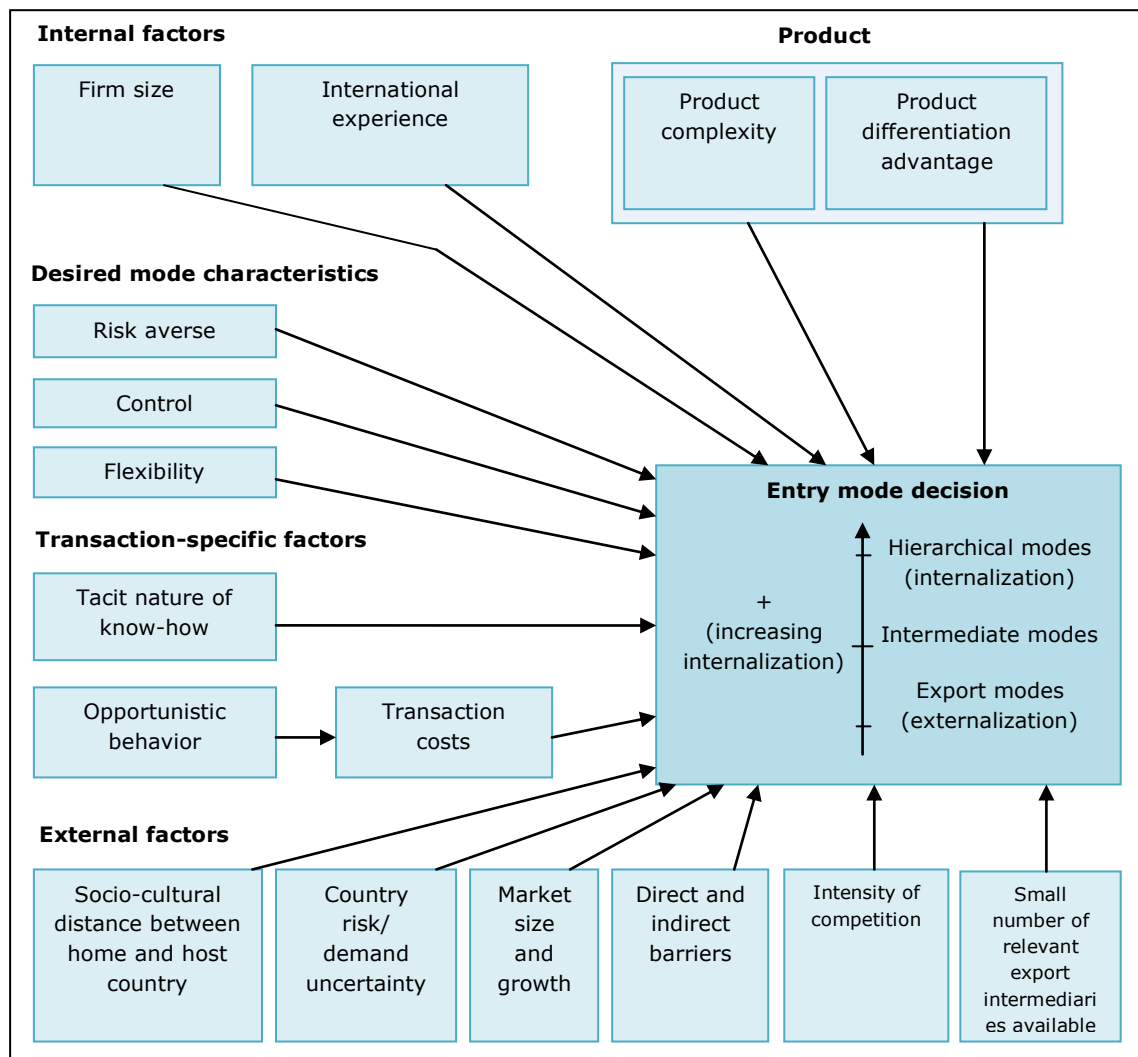 Internal factors
Product
Firm size
International
experience
Product
complexity
Product
differentiation
advantage
Desired mode characteristics
Risk averse
Control
Flexibility
Entry mode decision
Hierarchical modes
(internalization)
+
(increasing
internalization)
Intermediate modes
Export modes
(externalization)
Transaction-specific factors
Tacit nature of
know-how
Opportunistic
behavior
Transaction
costs
External factors
Socio-cultural
distance between
home and host
country
Country
risk/
demand
uncertainty
Market
size
and
growth
Direct and
indirect
barriers
Intensity of
competition
Small
number of
relevant
export
intermediari
es available